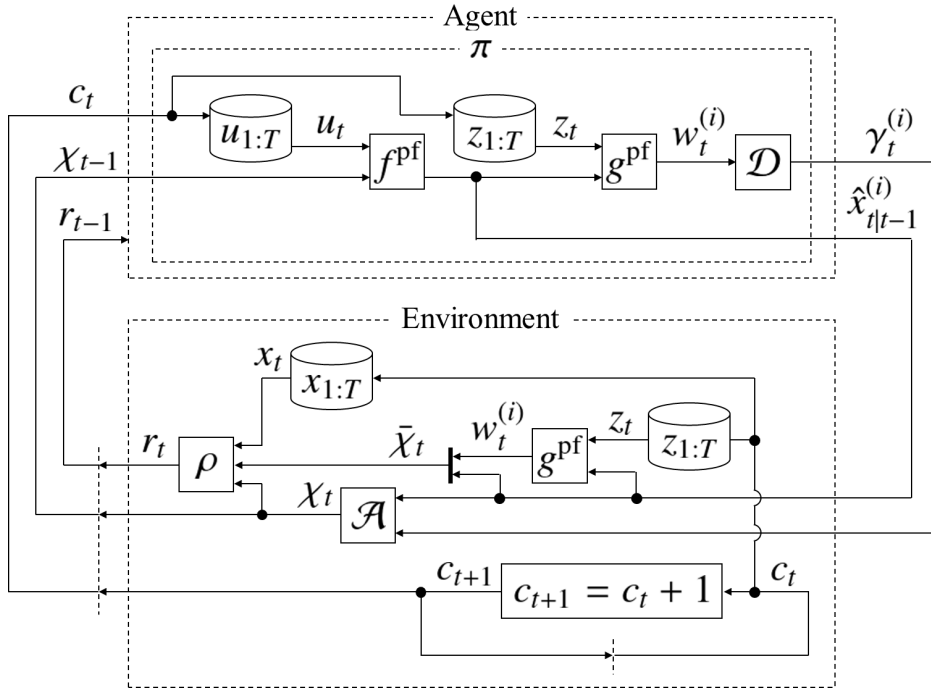 Agent
π
c_t
u_{1:T}
u_t
z_{1:T}
z_t
w_t^{(i)}
γ_t^{(i)}
χ_{t−1}
f^{pf}
g^{pf}
𝒟
x̂_{t|t−1}^{(i)}
r_{t−1}
Environment
x_t
x_{1:T}
r_t
ρ
χ̄_t
w_t^{(i)}
g^{pf}
z_t
z_{1:T}
χ_t
𝒜
c_{t+1}
c_{t+1} = c_t + 1
c_t